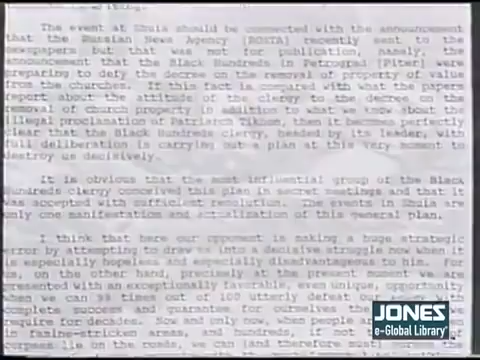 The event at Shuia should be connected with the announcement
that the Russian News Agency [ROSTA] recently sent to the
newspapers but that was not for publication, namely, the
announcement that the Black Hundreds in Petrograd [Piter] were
preparing to defy the decree on the removal of property of value
from the churches. If this fact is compared with what the papers
report about the attitude of the clergy to the decree on the
removal of church property in addition to what we know about the
illegal proclamation of Patriarch Tikhon, then it becomes perfectly
clear that the Black Hundreds clergy, headed by its leader, with
full deliberation is carrying out a plan at this very moment to
destroy us decisively.
It is obvious that the most influential group of the Black
Hundreds clergy conceived this plan in secret meetings and that it
was accepted with sufficient resolution. The events in Shuia are
only one manifestation and actualization of this general plan.
I think that here our opponent is making a huge strategic
error by attempting to draw us into a decisive struggle now when it
is especially hopeless and especially disadvantageous to him. For
us, on the other hand, precisely at the present moment we are
presented with an exceptionally favorable, even unique, opportunity
when we can 99 times out of 100 utterly defeat our enemy with
complete success and guarantee for ourselves the
require for decades. Now and only now, when people
in famine-stricken areas, and hundreds, if not
corpses lie on the roads, we can (and therefore must)
JONES
e-Global Library